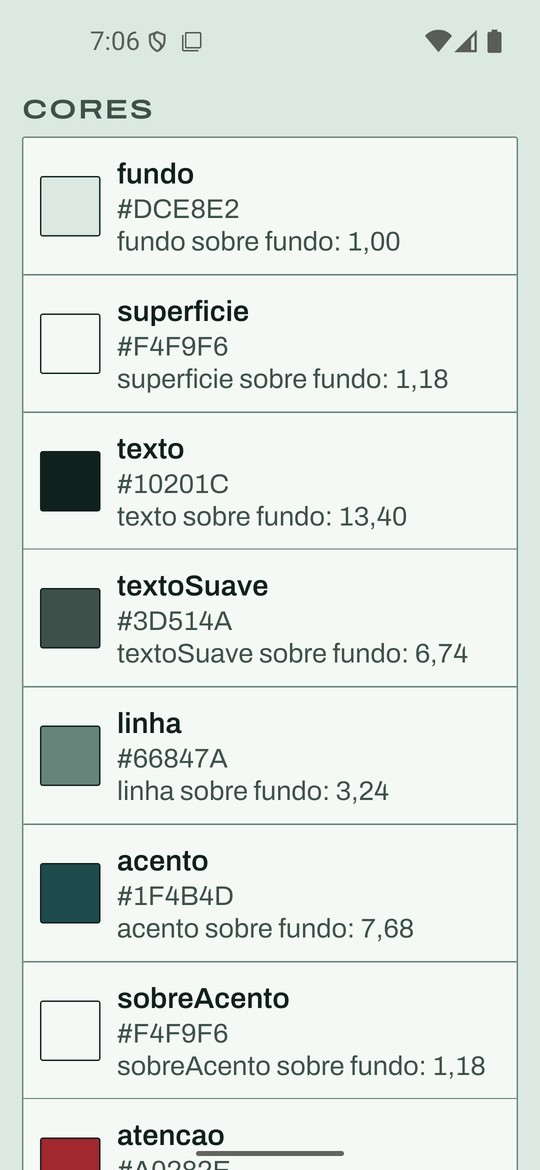 7:06
CORES
fundo
#DCE8E2
fundo sobre fundo: 1,00
superficie
#F4F9F6
superficie sobre fundo: 1,18
texto
#10201C
texto sobre fundo: 13,40
textoSuave
#3D514A
textoSuave sobre fundo: 6,74
linha
#66847A
linha sobre fundo: 3,24
acento
#1F4B4D
acento sobre fundo: 7,68
sobreAcento
#F4F9F6
sobreAcento sobre fundo: 1,18
atencao